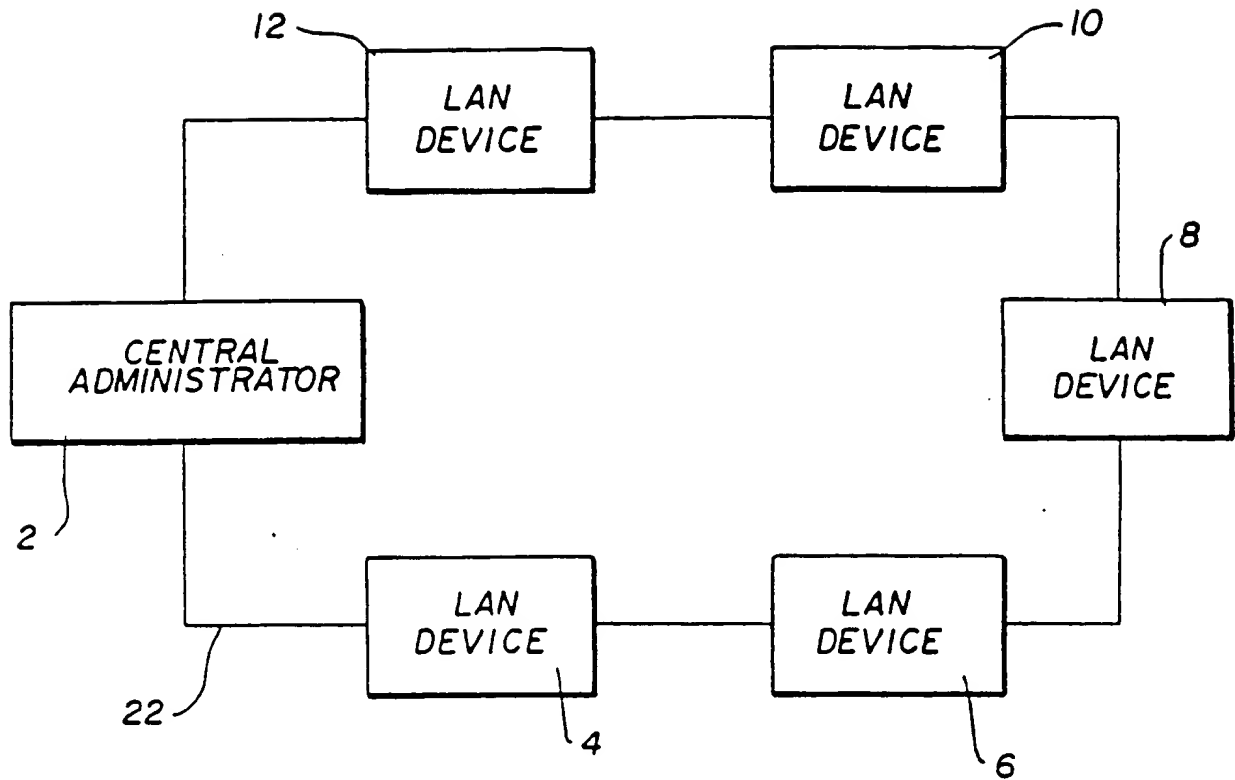 12
LAN
DEVICE
10
LAN
DEVICE
8
LAN
DEVICE
CENTRAL
ADMINISTRATOR
2
22
LAN
DEVICE
4
LAN
DEVICE
6